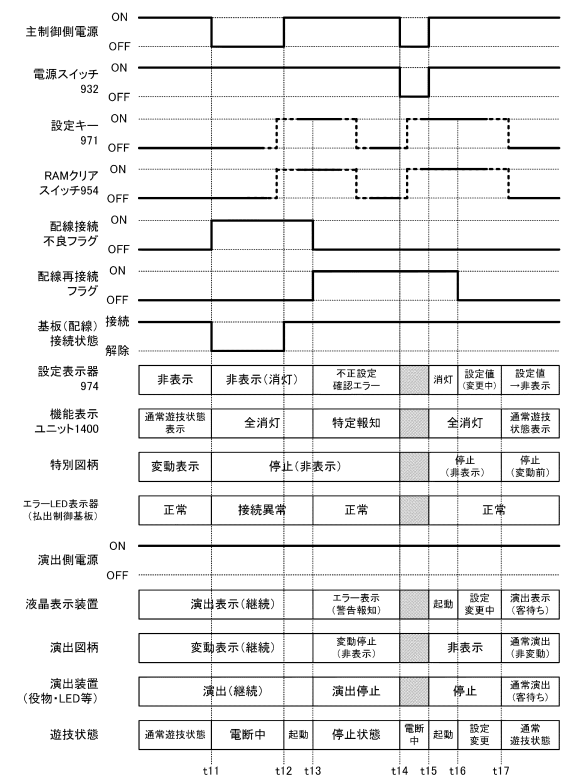 主制御側電源 ON
OFF
電源スイッチ ON
932 OFF
設定キー ON
971 OFF
RAMクリア ON
スイッチ954 OFF
配線接続 ON
不良フラグ OFF
配線再接続 ON
フラグ OFF
基板(配線) 接続
接続状態 解除
設定表示器
974
非表示 非表示(消灯) 不正設定 消灯 設定値 設定値
確認エラー (変更中) →非表示
機能表示
ユニット1400
通常遊技状態 全消灯 特定報知 全消灯 通常遊技
表示 状態表示
特別図柄 変動表示 停止(非表示) 停止 停止
(非表示) (変動前)
エラーLED表示器
(払出制御基板)
正常 接続異常 正常 正常
演出側電源 ON
OFF
液晶表示装置 演出表示(継続) エラー表示 起動 設定 演出表示
(警告報知) 変更中 (客待ち)
演出図柄 変動表示(継続) 変動停止 非表示 通常演出
(非表示) (非変動)
演出装置
(役物・LED等)
演出(継続) 演出停止 停止 通常演出
(客待ち)
遊技状態 通常遊技状態 電断中 起動 停止状態 電断 起動 設定 通常
中 変更 遊技状態
t11 t12 t13 t14 t15 t16 t17